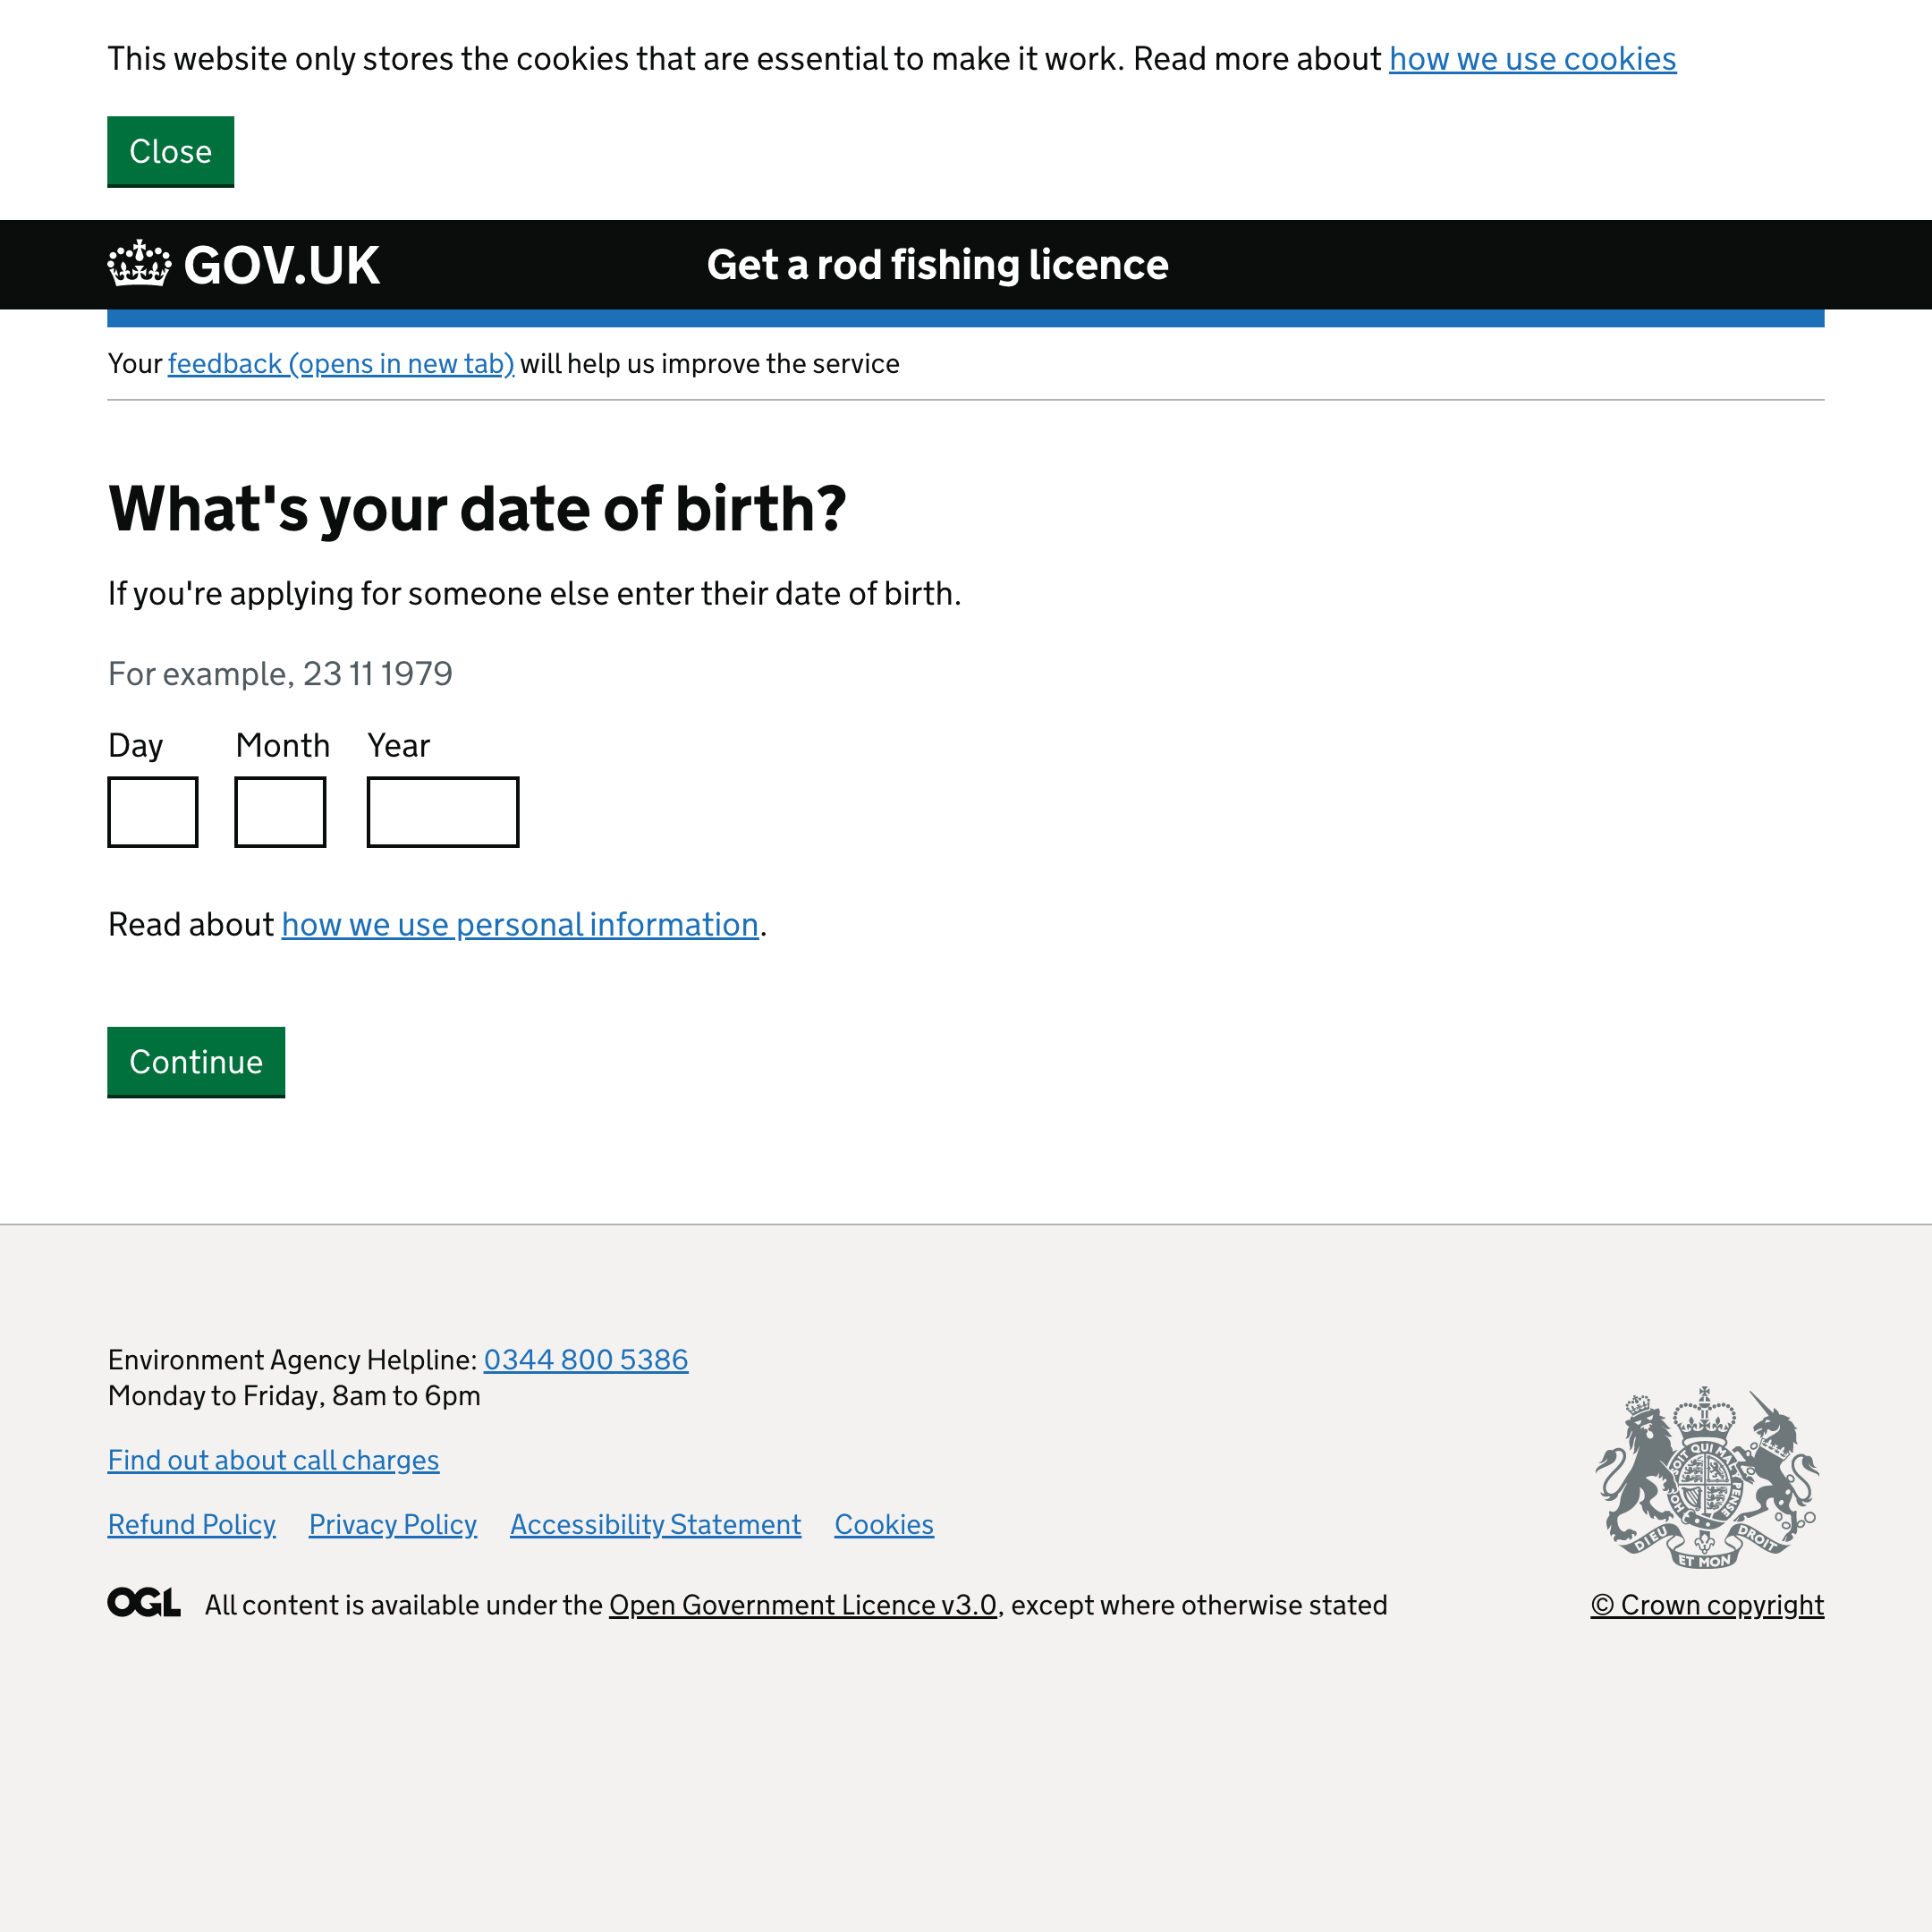 This website only stores the cookies that are essential to make it work. Read more about how we use cookies
Close
GOV.UK
Get a rod fishing licence
Your feedback (opens in new tab) will help us improve the service
What's your date of birth?
If you're applying for someone else enter their date of birth.
For example, 23 11 1979
Day Month Year
Read about how we use personal information.
Continue
Environment Agency Helpline: 0344 800 5386
Monday to Friday, 8am to 6pm
Find out about call charges
Refund Policy Privacy Policy Accessibility Statement Cookies
OGL All content is available under the Open Government Licence v3.0, except where otherwise stated
DIEU ET MON DROIT
© Crown copyright